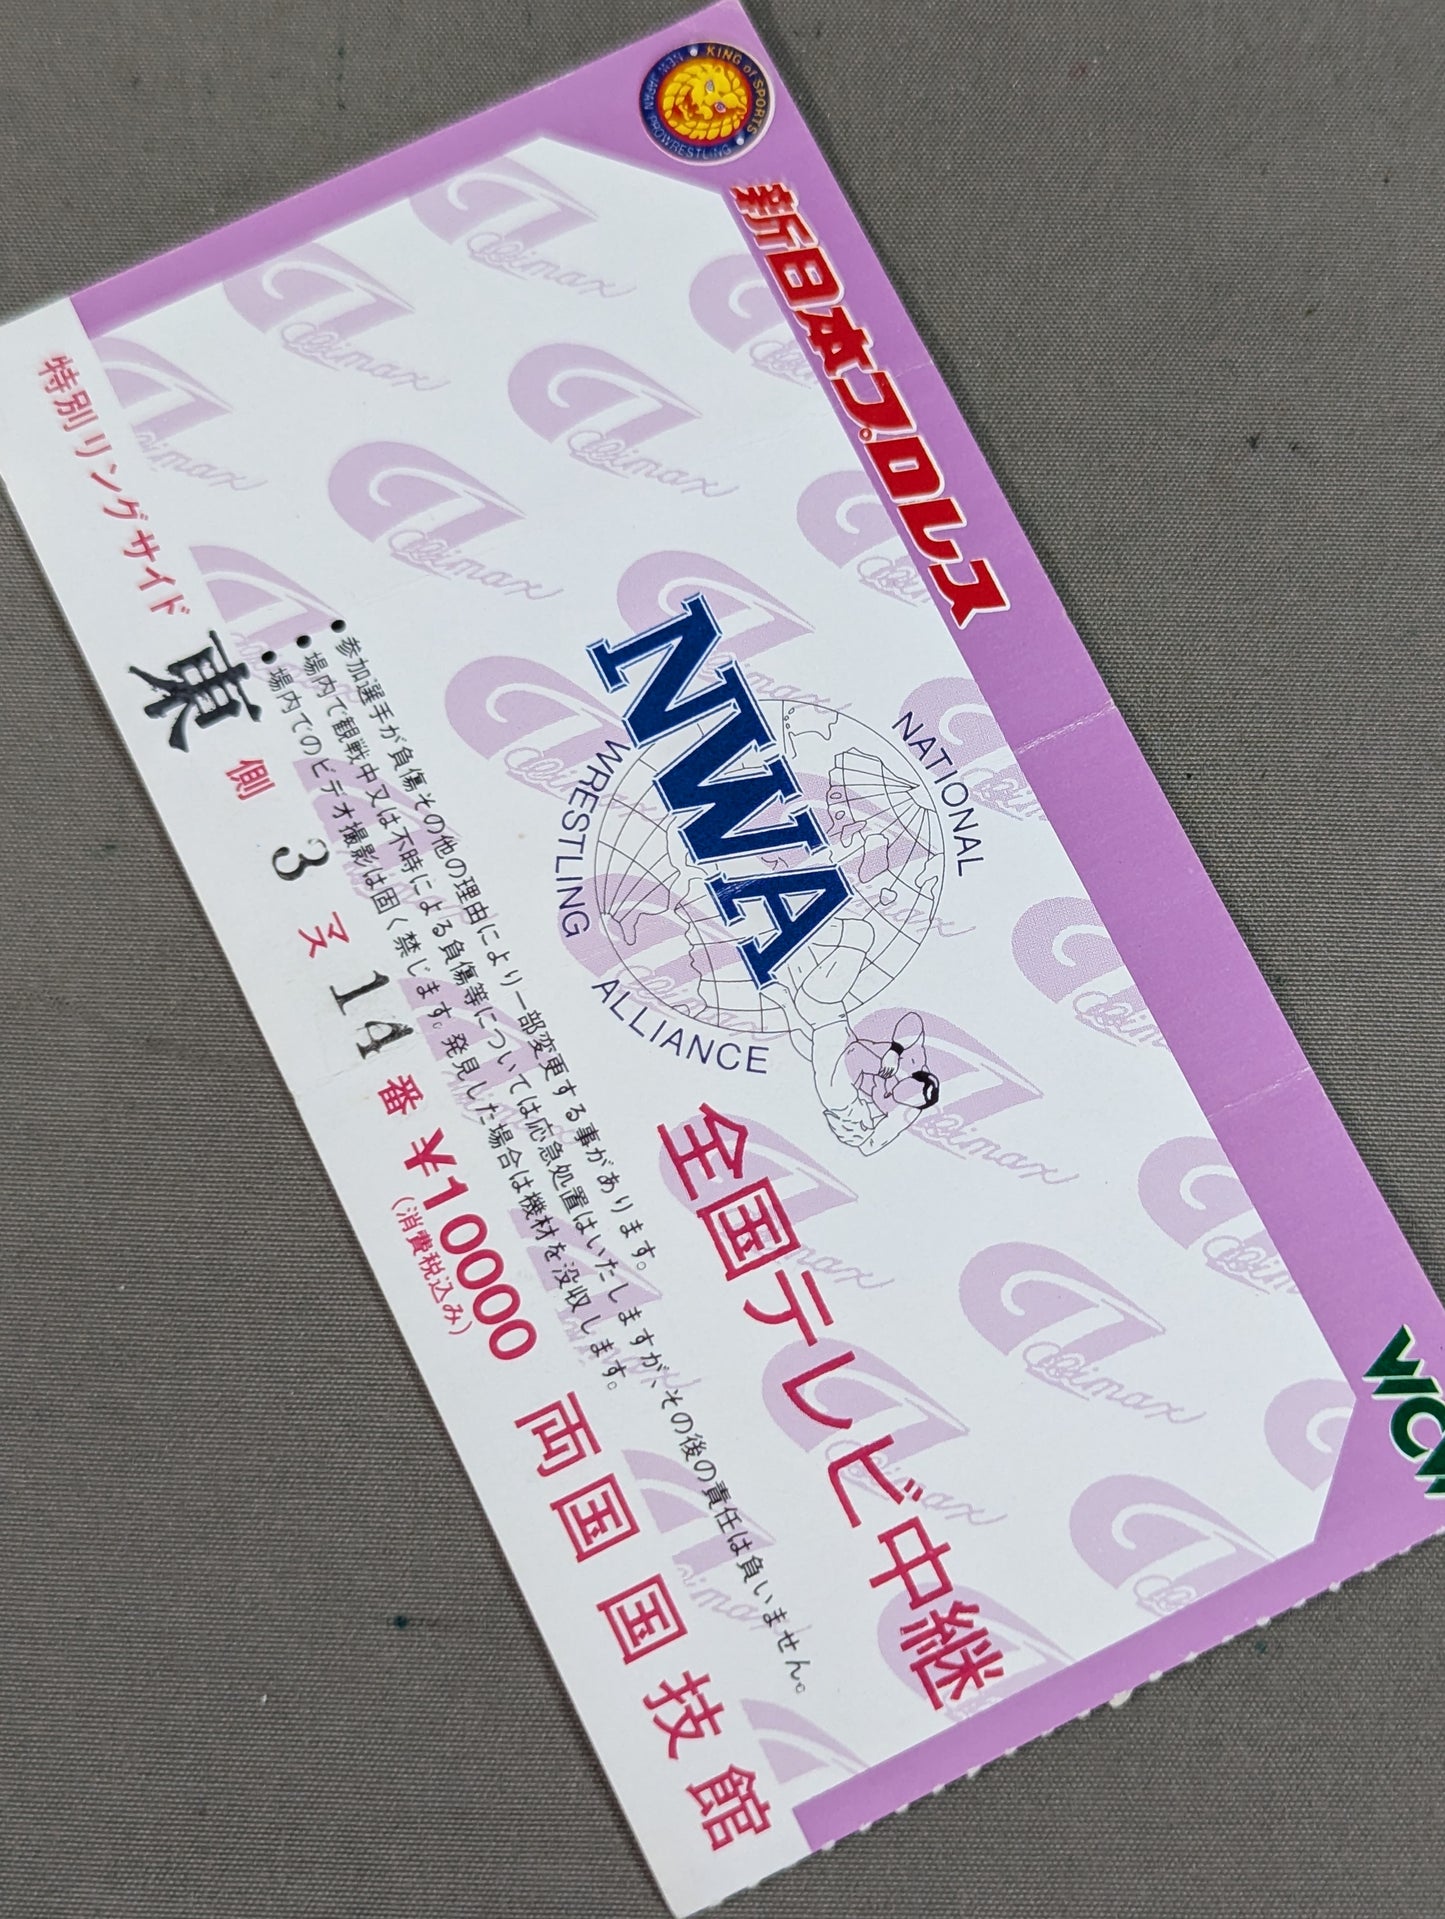 KING of SPORTS
NEW JAPAN PROWRESTLING
新日本プロレス
WC
NWA
NATIONAL
WRESTLING
ALLIANCE
全国テレビ中継
●参加選手が負傷その他の理由により一部変更する事があります。
●場内で観戦中又は不時による負傷等については応急処置はいたしますが、その後の責任は負いません。
●場内でのビデオ撮影は固く禁じます。発見した場合は機材を没収します。
特別リングサイド 東側 3 マス 14 番 ¥10000 両国国技館
(消費税込み)
G1 Climax